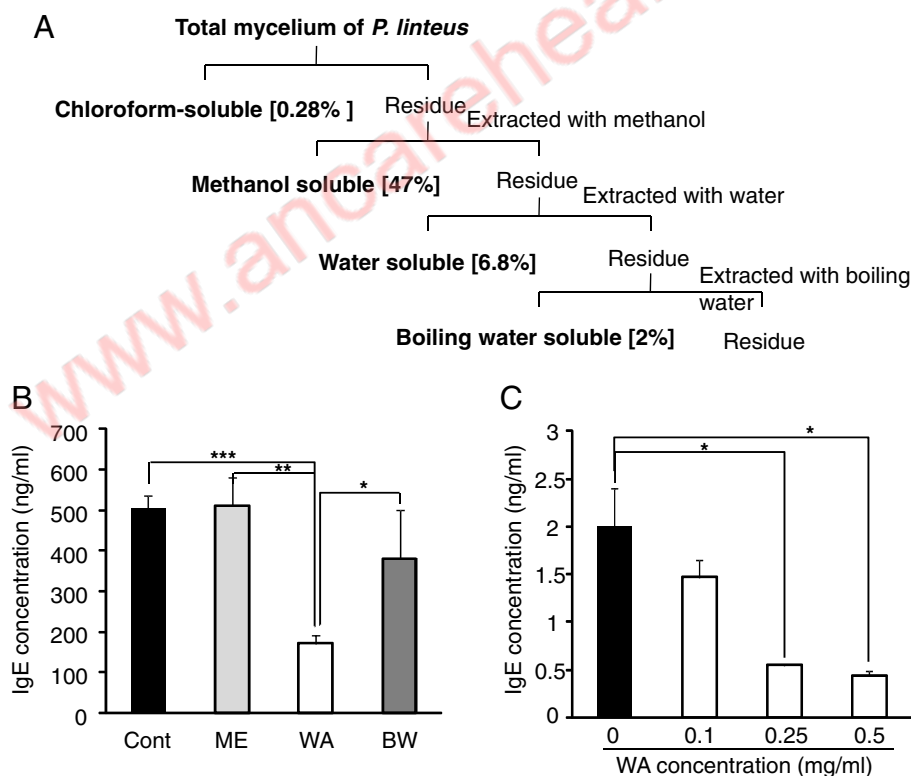 A
Total mycelium of P. linteus
Chloroform-soluble [0.28% ]
Residue
Extracted with methanol
Methanol soluble [47%]
Residue
Extracted with water
Water soluble [6.8%]
Residue
Extracted with boiling
water
Boiling water soluble [2%]
Residue
B
IgE concentration (ng/ml)
700
600
500
400
300
200
100
0
***
**
*
Cont ME WA BW
C
IgE concentration (ng/ml)
3
2.5
2
1.5
1
0.5
0
*
*
0 0.1 0.25 0.5
WA concentration (mg/ml)